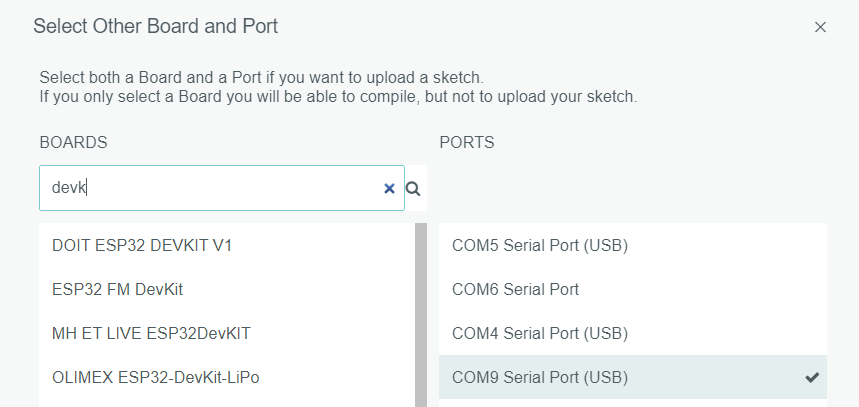 Select Other Board and Port
Select both a Board and a Port if you want to upload a sketch.
If you only select a Board you will be able to compile, but not to upload your sketch.
BOARDS
PORTS
devk
DOIT ESP32 DEVKIT V1
COM5 Serial Port (USB)
ESP32 FM DevKit
COM6 Serial Port
MH ET LIVE ESP32DevKIT
COM4 Serial Port (USB)
OLIMEX ESP32-DevKit-LiPo
COM9 Serial Port (USB)